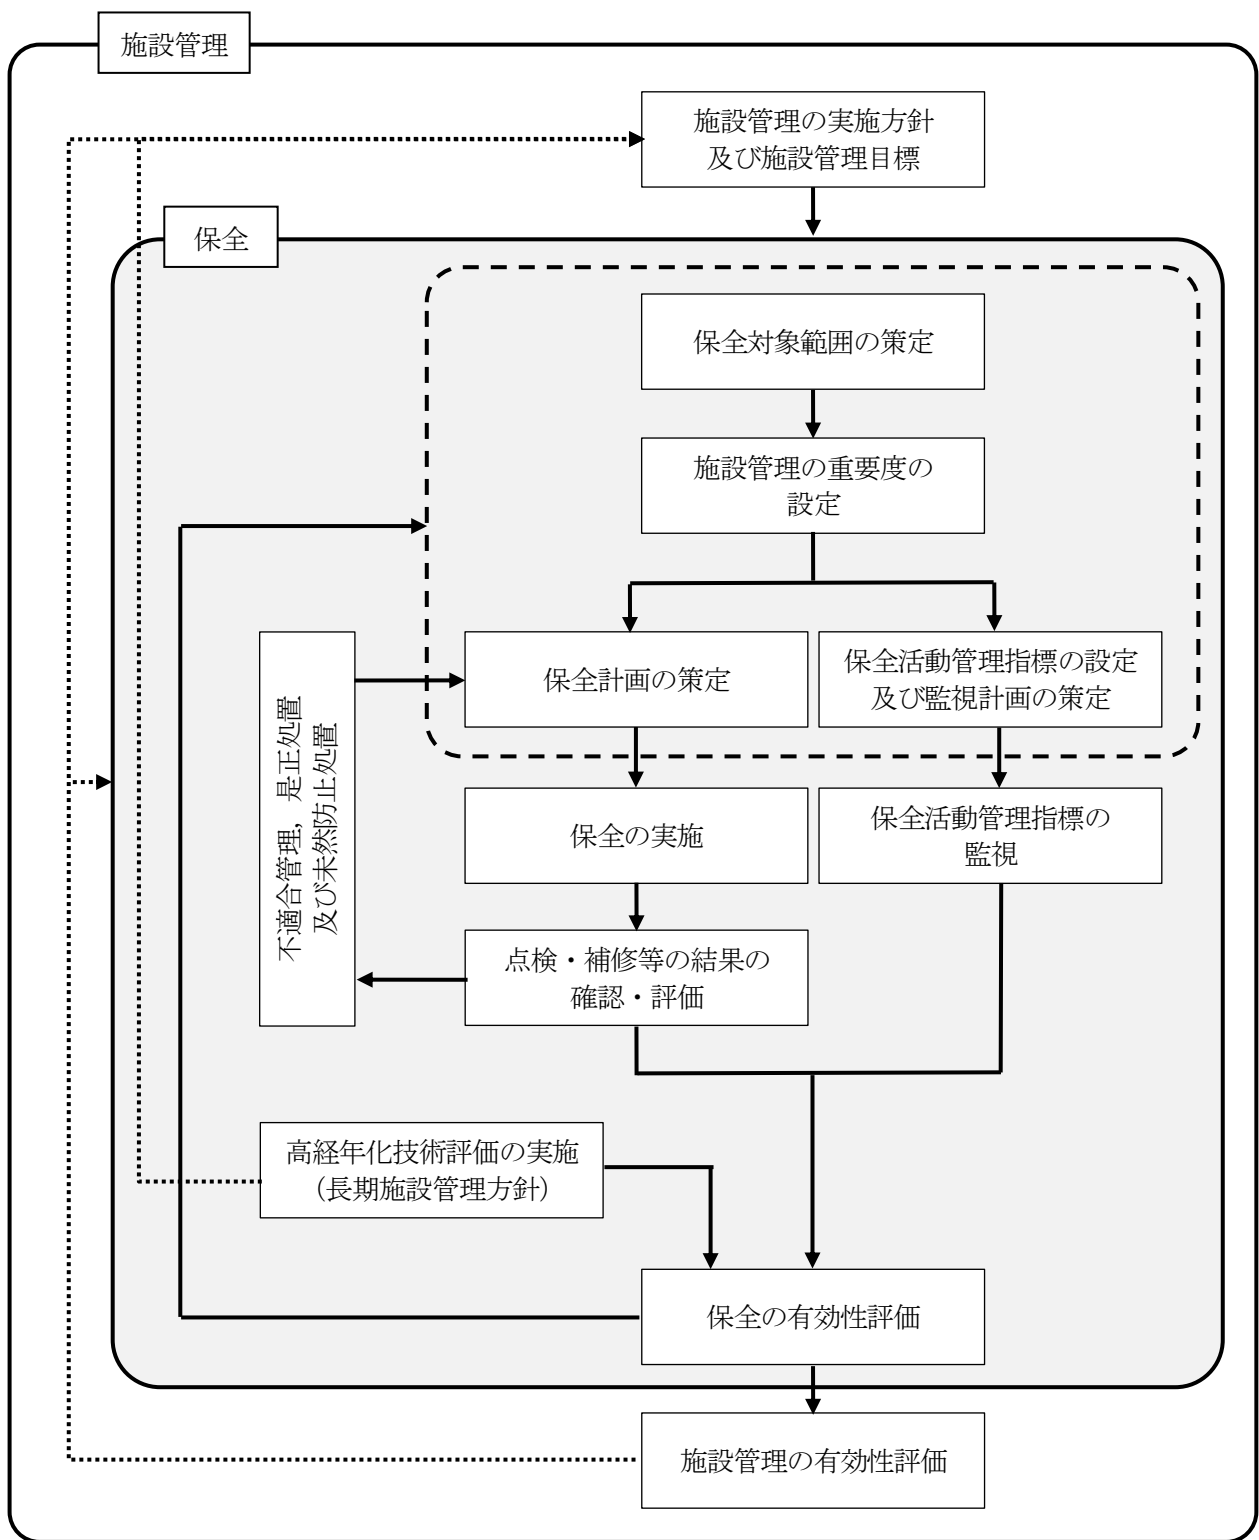 施設管理
施設管理の実施方針
及び施設管理目標
保全
保全対象範囲の策定
施設管理の重要度の
設定
保全計画の策定
保全活動管理指標の設定
及び監視計画の策定
不適合管理，是正処置
及び未然防止処置
保全の実施
保全活動管理指標の
監視
点検・補修等の結果の
確認・評価
高経年化技術評価の実施
（長期施設管理方針）
保全の有効性評価
施設管理の有効性評価